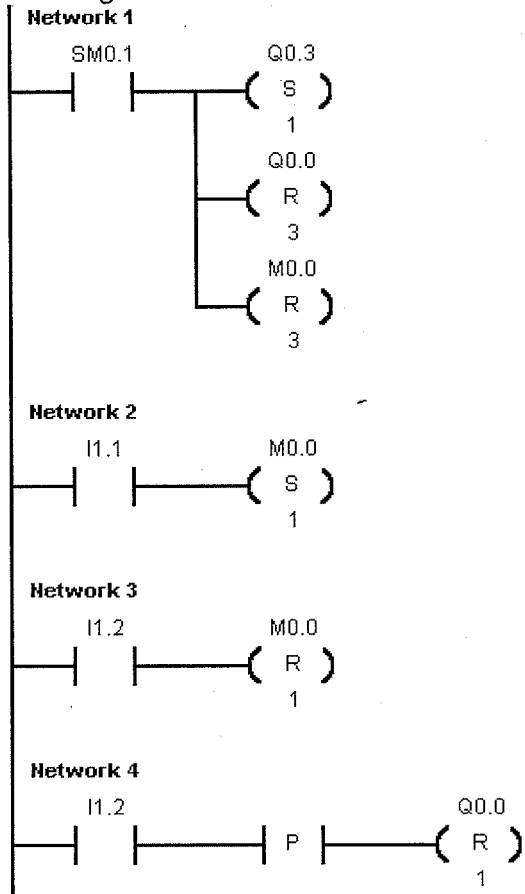 Network 1
SM0.1 Q0.3
S
1
Q0.0
R
3
M0.0
R
3
Network 2
I1.1 M0.0
S
1
Network 3
I1.2 M0.0
R
1
Network 4
I1.2 Q0.0
P R
1